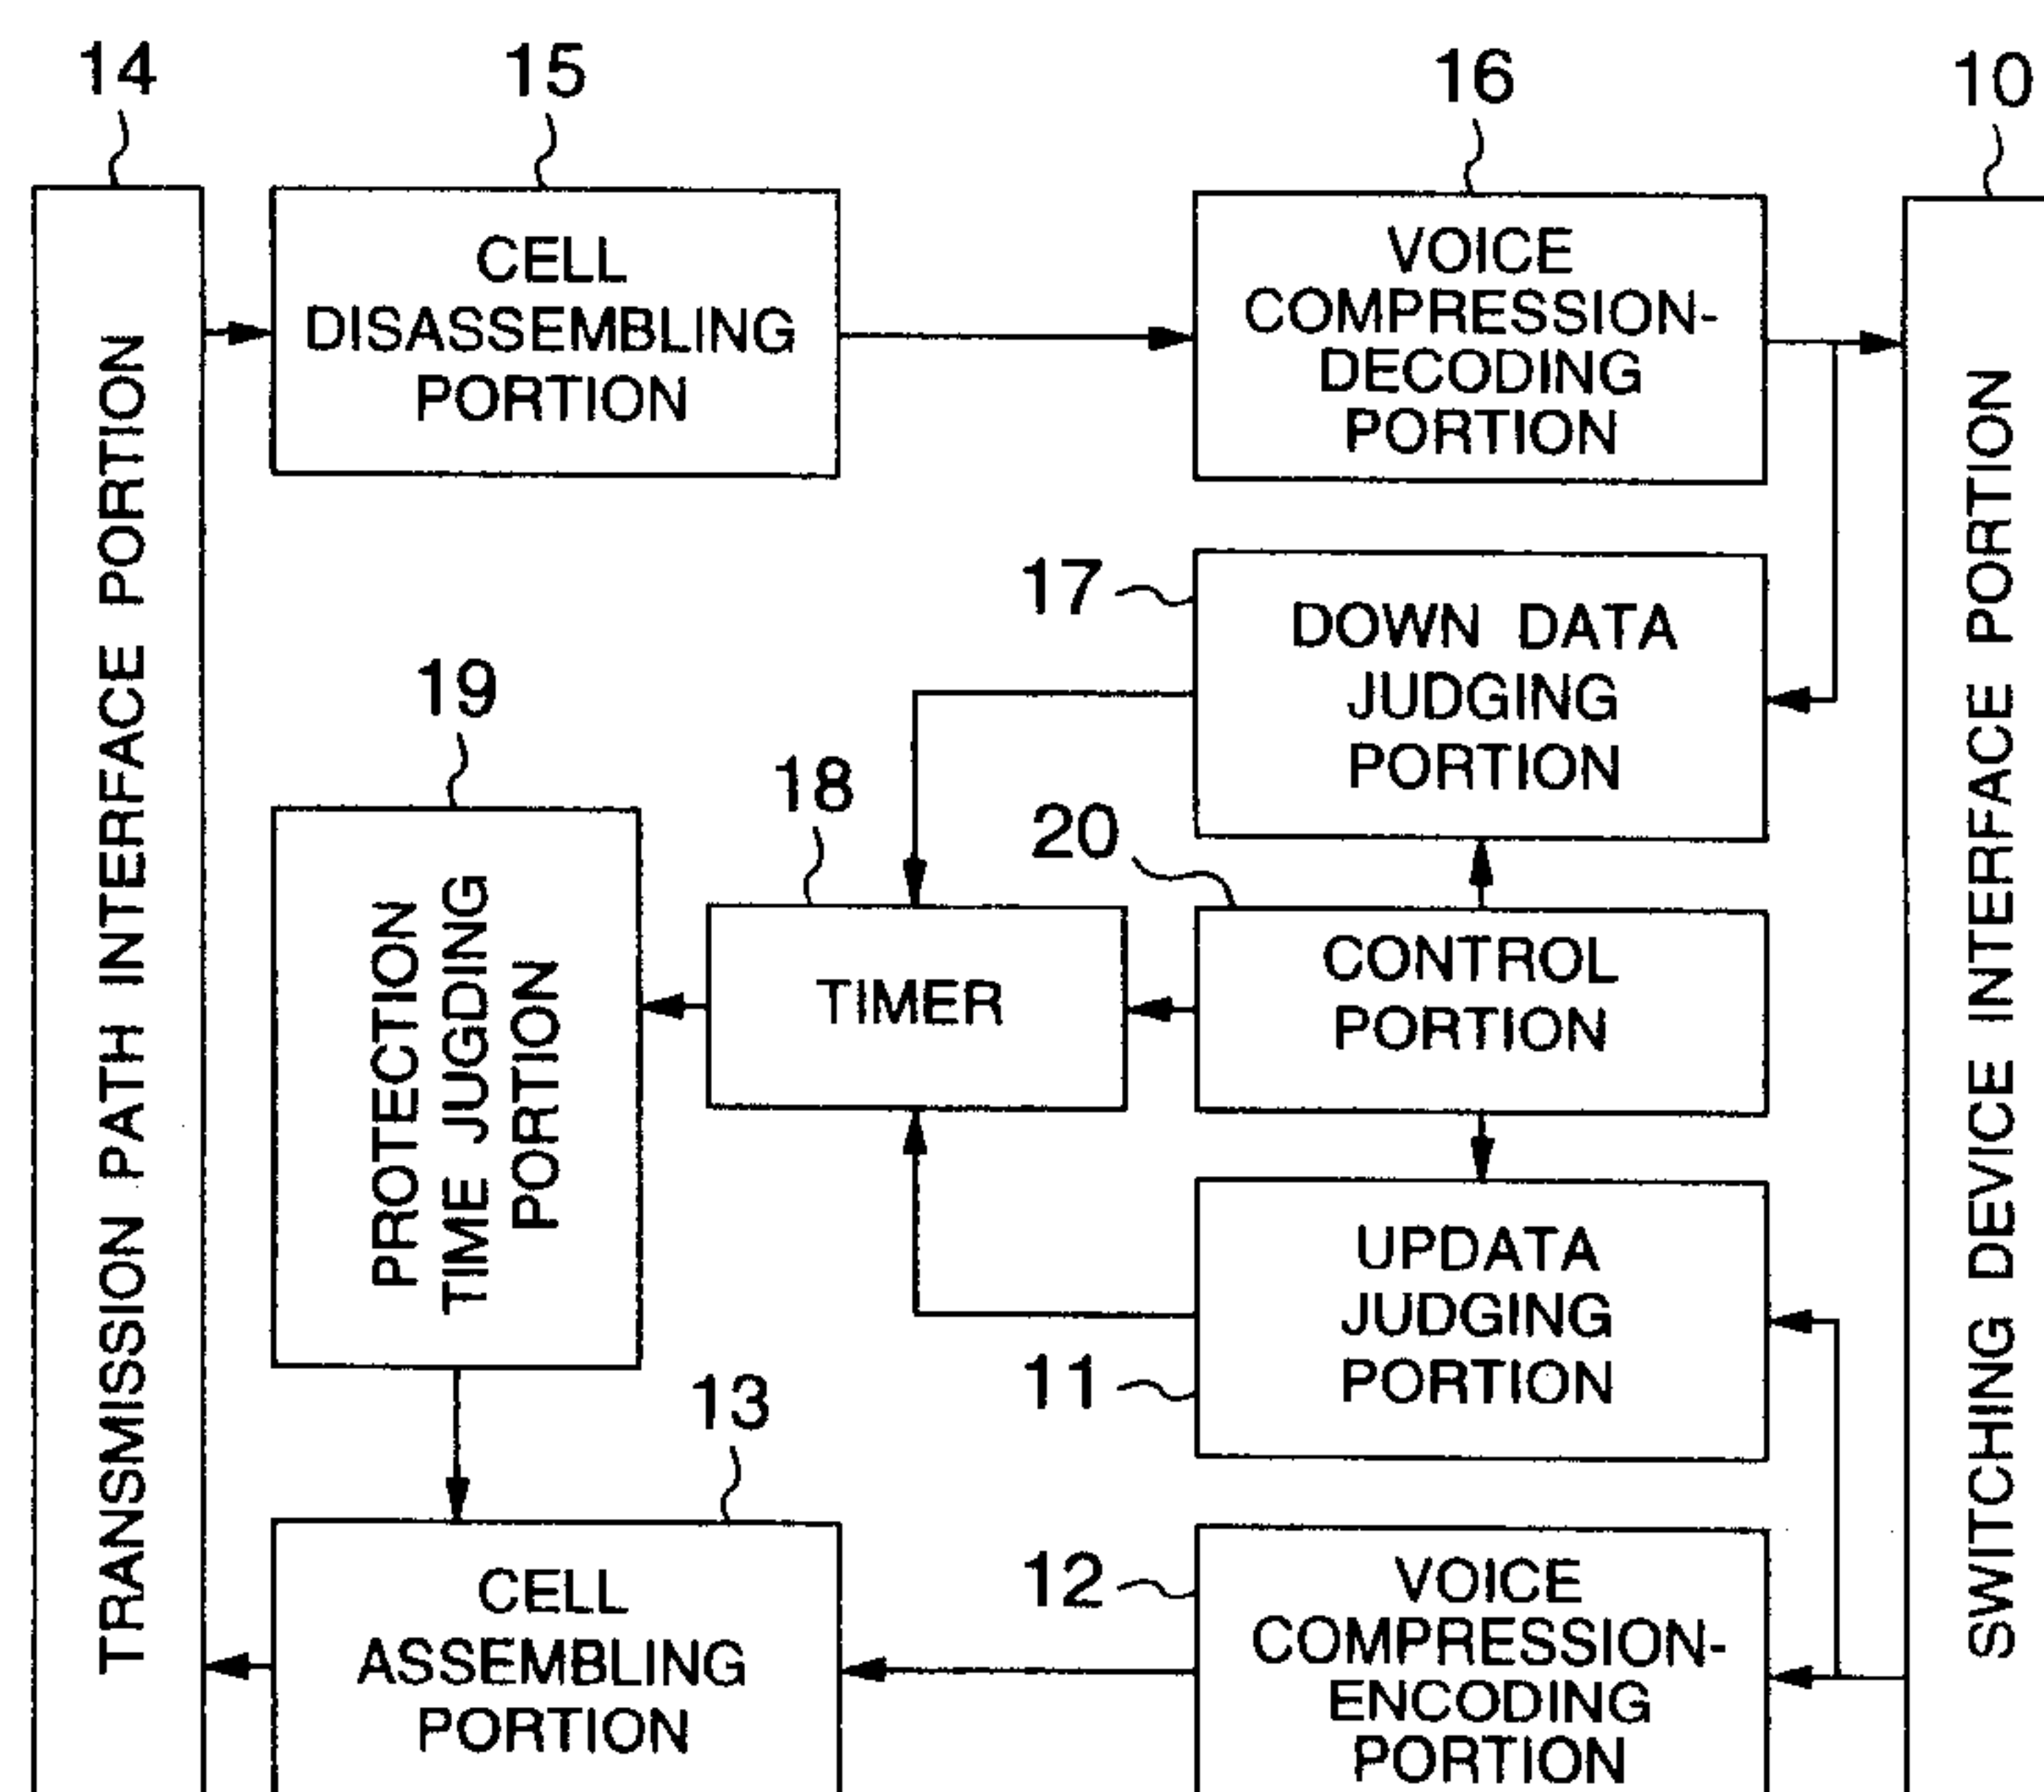 14
15
16
10
TRANSMISSION PATH INTERFACE PORTION
CELL
DISASSEMBLING
PORTION
VOICE
COMPRESSION-
DECODING
PORTION
SWITCHING DEVICE INTERFACE PORTION
17
DOWN DATA
JUDGING
PORTION
19
PROTECTION
TIME JUGDING
PORTION
18
TIMER
20
CONTROL
PORTION
11
UPDATA
JUDGING
PORTION
13
CELL
ASSEMBLING
PORTION
12
VOICE
COMPRESSION-
ENCODING
PORTION